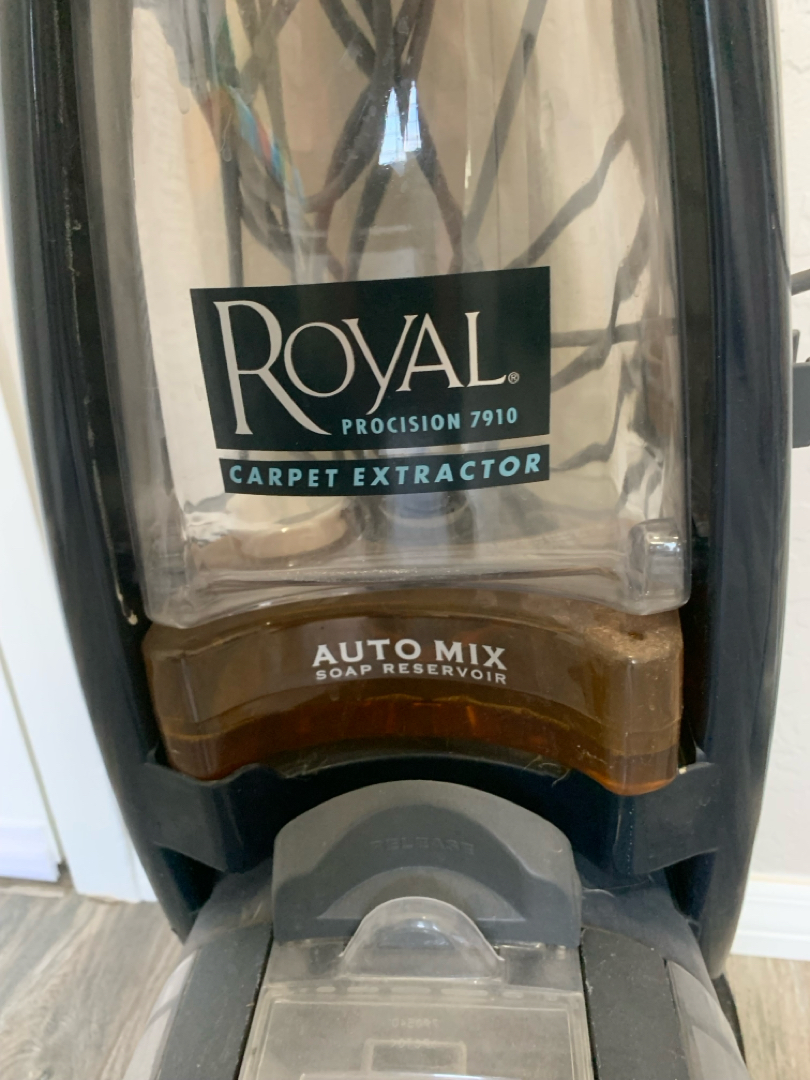 ROYAL®
PROCISION 7910
CARPET EXTRACTOR
AUTO MIX
SOAP RESERVOIR
RELEASE